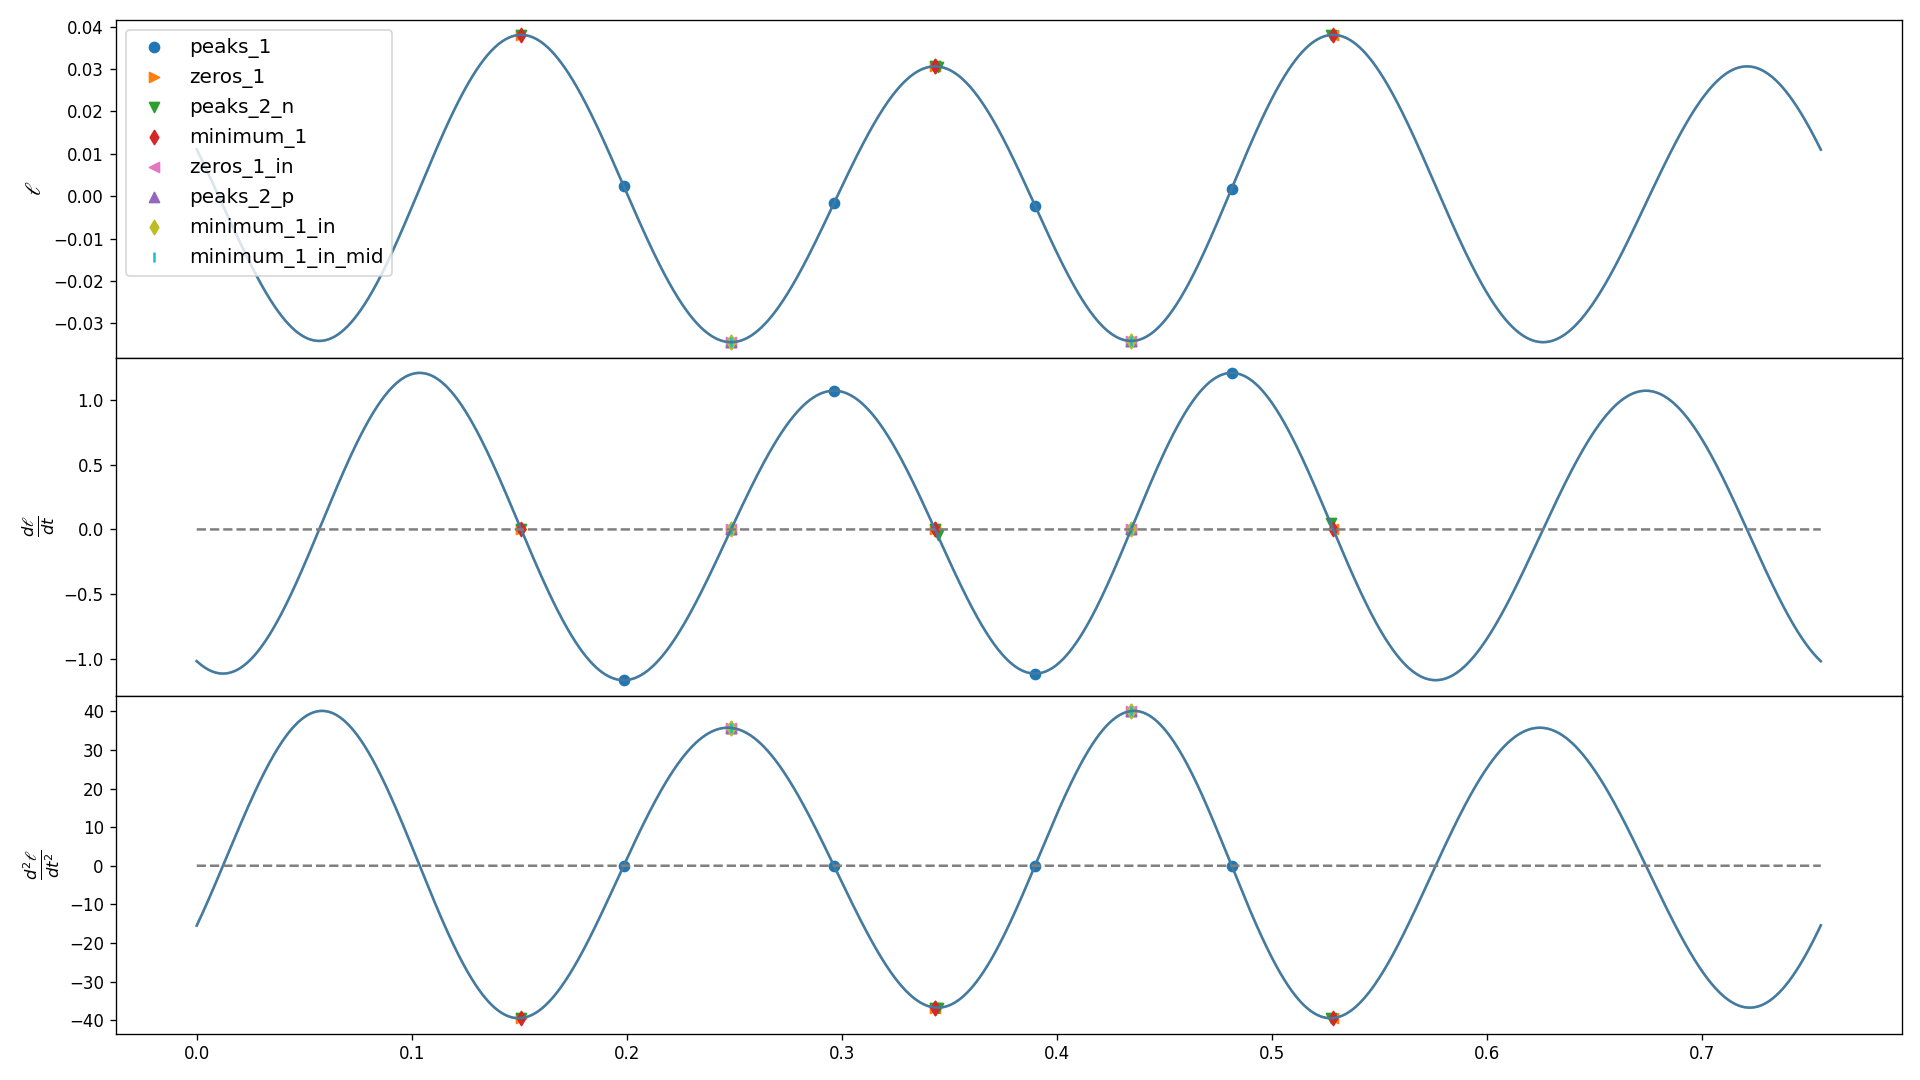 0.04
0.03
0.02
0.01
0.00
−0.01
−0.02
−0.03
ℓ
peaks_1
zeros_1
peaks_2_n
minimum_1
zeros_1_in
peaks_2_p
minimum_1_in
minimum_1_in_mid
1.0
0.5
0.0
−0.5
−1.0
dℓ
dt
40
30
20
10
0
−10
−20
−30
−40
d²ℓ
dt²
0.0 0.1 0.2 0.3 0.4 0.5 0.6 0.7